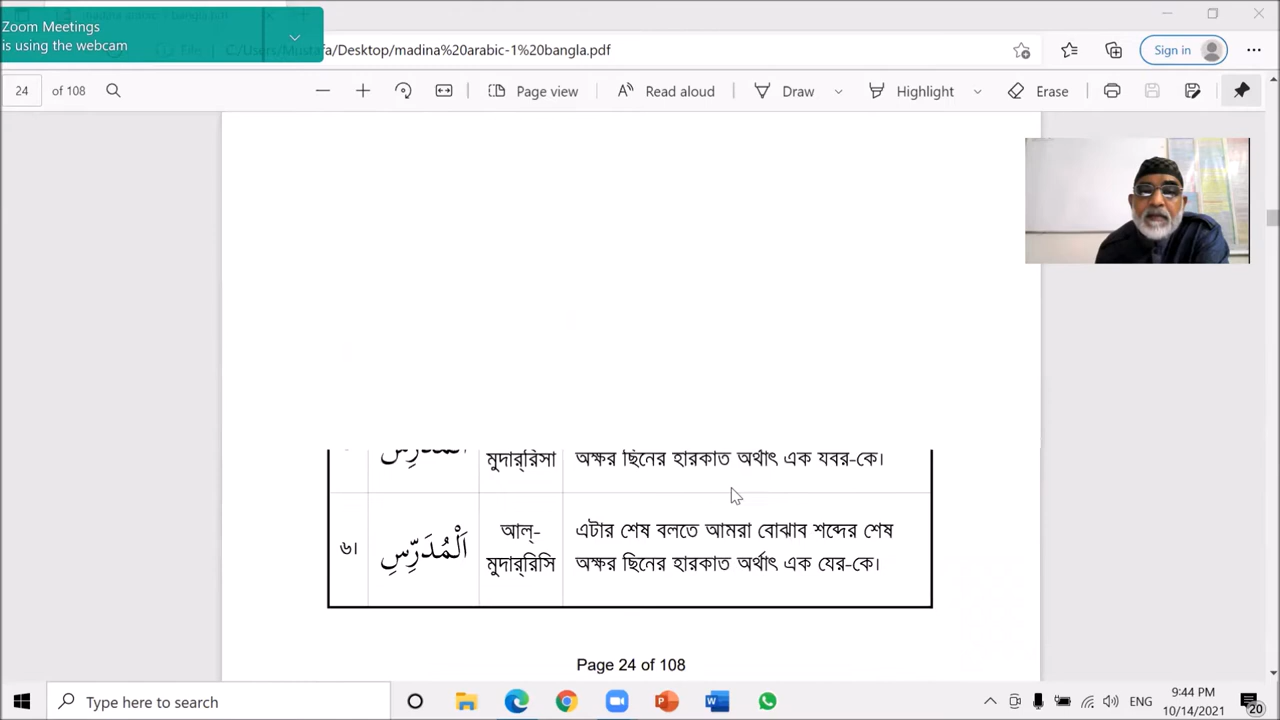 Zoom Meetings
is using the webcam
C:/Users/Mustafa/Desktop/madina%20arabic-1%20bangla.pdf
Sign in
24 of 108
Page view
Read aloud
Draw
Highlight
Erase
মুদার্‌রিসা অক্ষর ছিনের হারকাত অর্থাৎ এক যবর-কে।
আল্‌- এটার শেষ বলতে আমরা বোঝাব শব্দের শেষ
৬। اَلْمُدَرِّسِ
মুদার্‌রিসি অক্ষর ছিনের হারকাত অর্থাৎ এক যের-কে।
Page 24 of 108
Type here to search
ENG
9:44 PM
10/14/2021
20